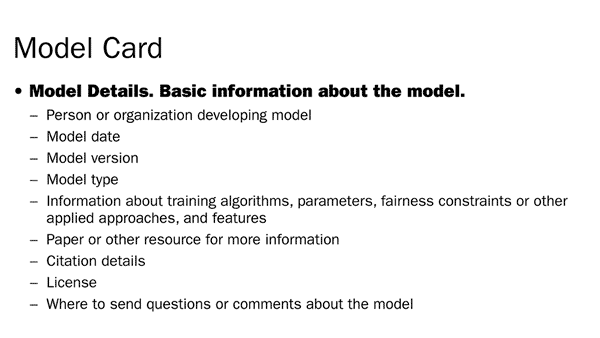 Model Card
• Model Details. Basic information about the model.
– Person or organization developing model
– Model date
– Model version
– Model type
– Information about training algorithms, parameters, fairness constraints or other
applied approaches, and features
– Paper or other resource for more information
– Citation details
– License
– Where to send questions or comments about the model